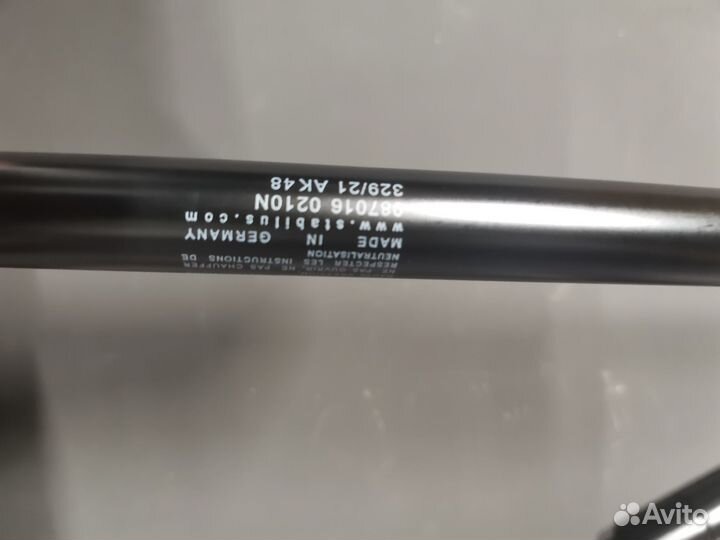 NE PAS OUVRIR, NE PAS CHAUFFER
RESPECTER LES INSTRUCTIONS DE
NEUTRALISATION
MADE IN GERMANY
www.stabilus.com
087016 0210N
329/21 AK48
Avito